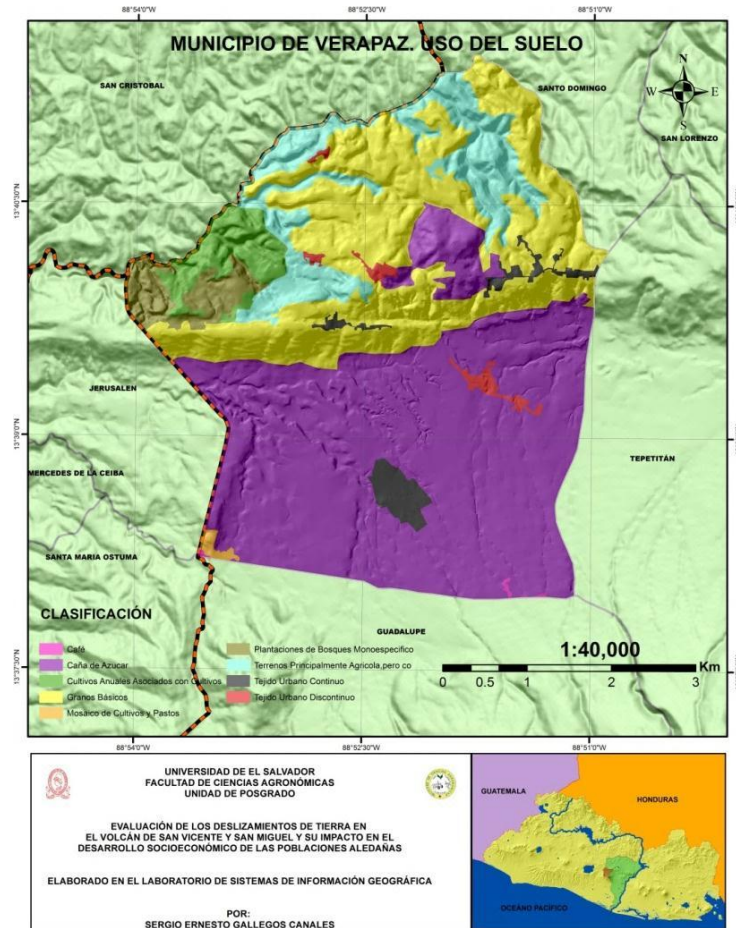 88°54'0"W
88°52'30"W
88°51'0"W
MUNICIPIO DE VERAPAZ. USO DEL SUELO
SAN CRISTOBAL
SANTO DOMINGO
N
W
E
S
SAN LORENZO
13°40'30"N
JERUSALEN
13°39'0"N
MERCEDES DE LA CEIBA
TEPETITÁN
SANTA MARIA OSTUMA
GUADALUPE
CLASIFICACIÓN
Café
Caña de Azucar
Cultivos Anuales Asociados con Cultivos
Granos Básicos
Mosaico de Cultivos y Pastos
Plantaciones de Bosques Monoespecifico
Terrenos Principalmente Agricola,pero co
Tejido Urbano Continuo
Tejido Urbano Discontinuo
1:40,000
Km
0 0.5 1 2 3
13°37'30"N
88°54'0"W
88°52'30"W
88°51'0"W
UNIVERSIDAD DE EL SALVADOR
FACULTAD DE CIENCIAS AGRONÓMICAS
UNIDAD DE POSGRADO
EVALUACIÓN DE LOS DESLIZAMIENTOS DE TIERRA EN
EL VOLCÁN DE SAN VICENTE Y SAN MIGUEL Y SU IMPACTO EN EL
DESARROLLO SOCIOECONÓMICO DE LAS POBLACIONES ALEDAÑAS
ELABORADO EN EL LABORATORIO DE SISTEMAS DE INFORMACIÓN GEOGRÁFICA
POR:
SERGIO ERNESTO GALLEGOS CANALES
GUATEMALA
HONDURAS
OCEANO PACÍFICO